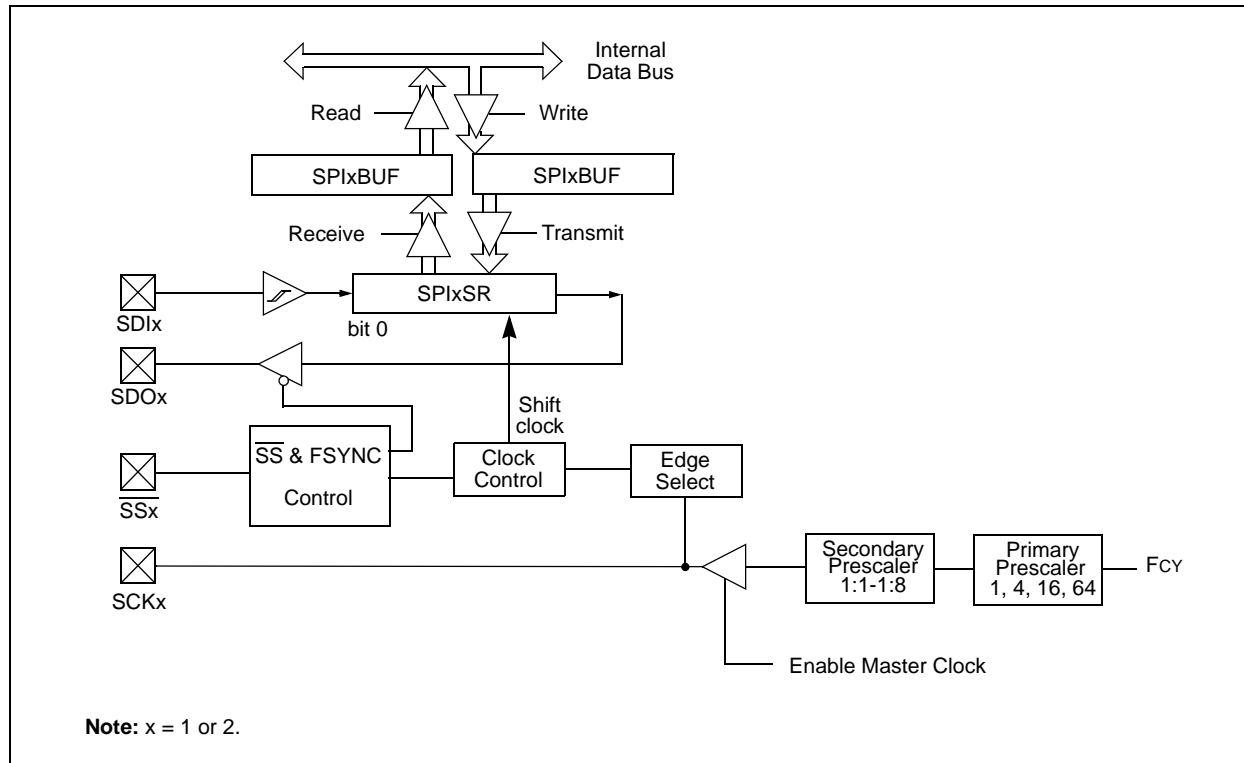 Internal
Data Bus
Read
Write
SPIxBUF
SPIxBUF
Receive
Transmit
SPIxSR
SDIx
bit 0
SDOx
Shift
clock
SS & FSYNC
Control
Clock
Control
Edge
Select
SSx
Secondary
Prescaler
1:1-1:8
Primary
Prescaler
1, 4, 16, 64
FCY
SCKx
Enable Master Clock
Note: x = 1 or 2.